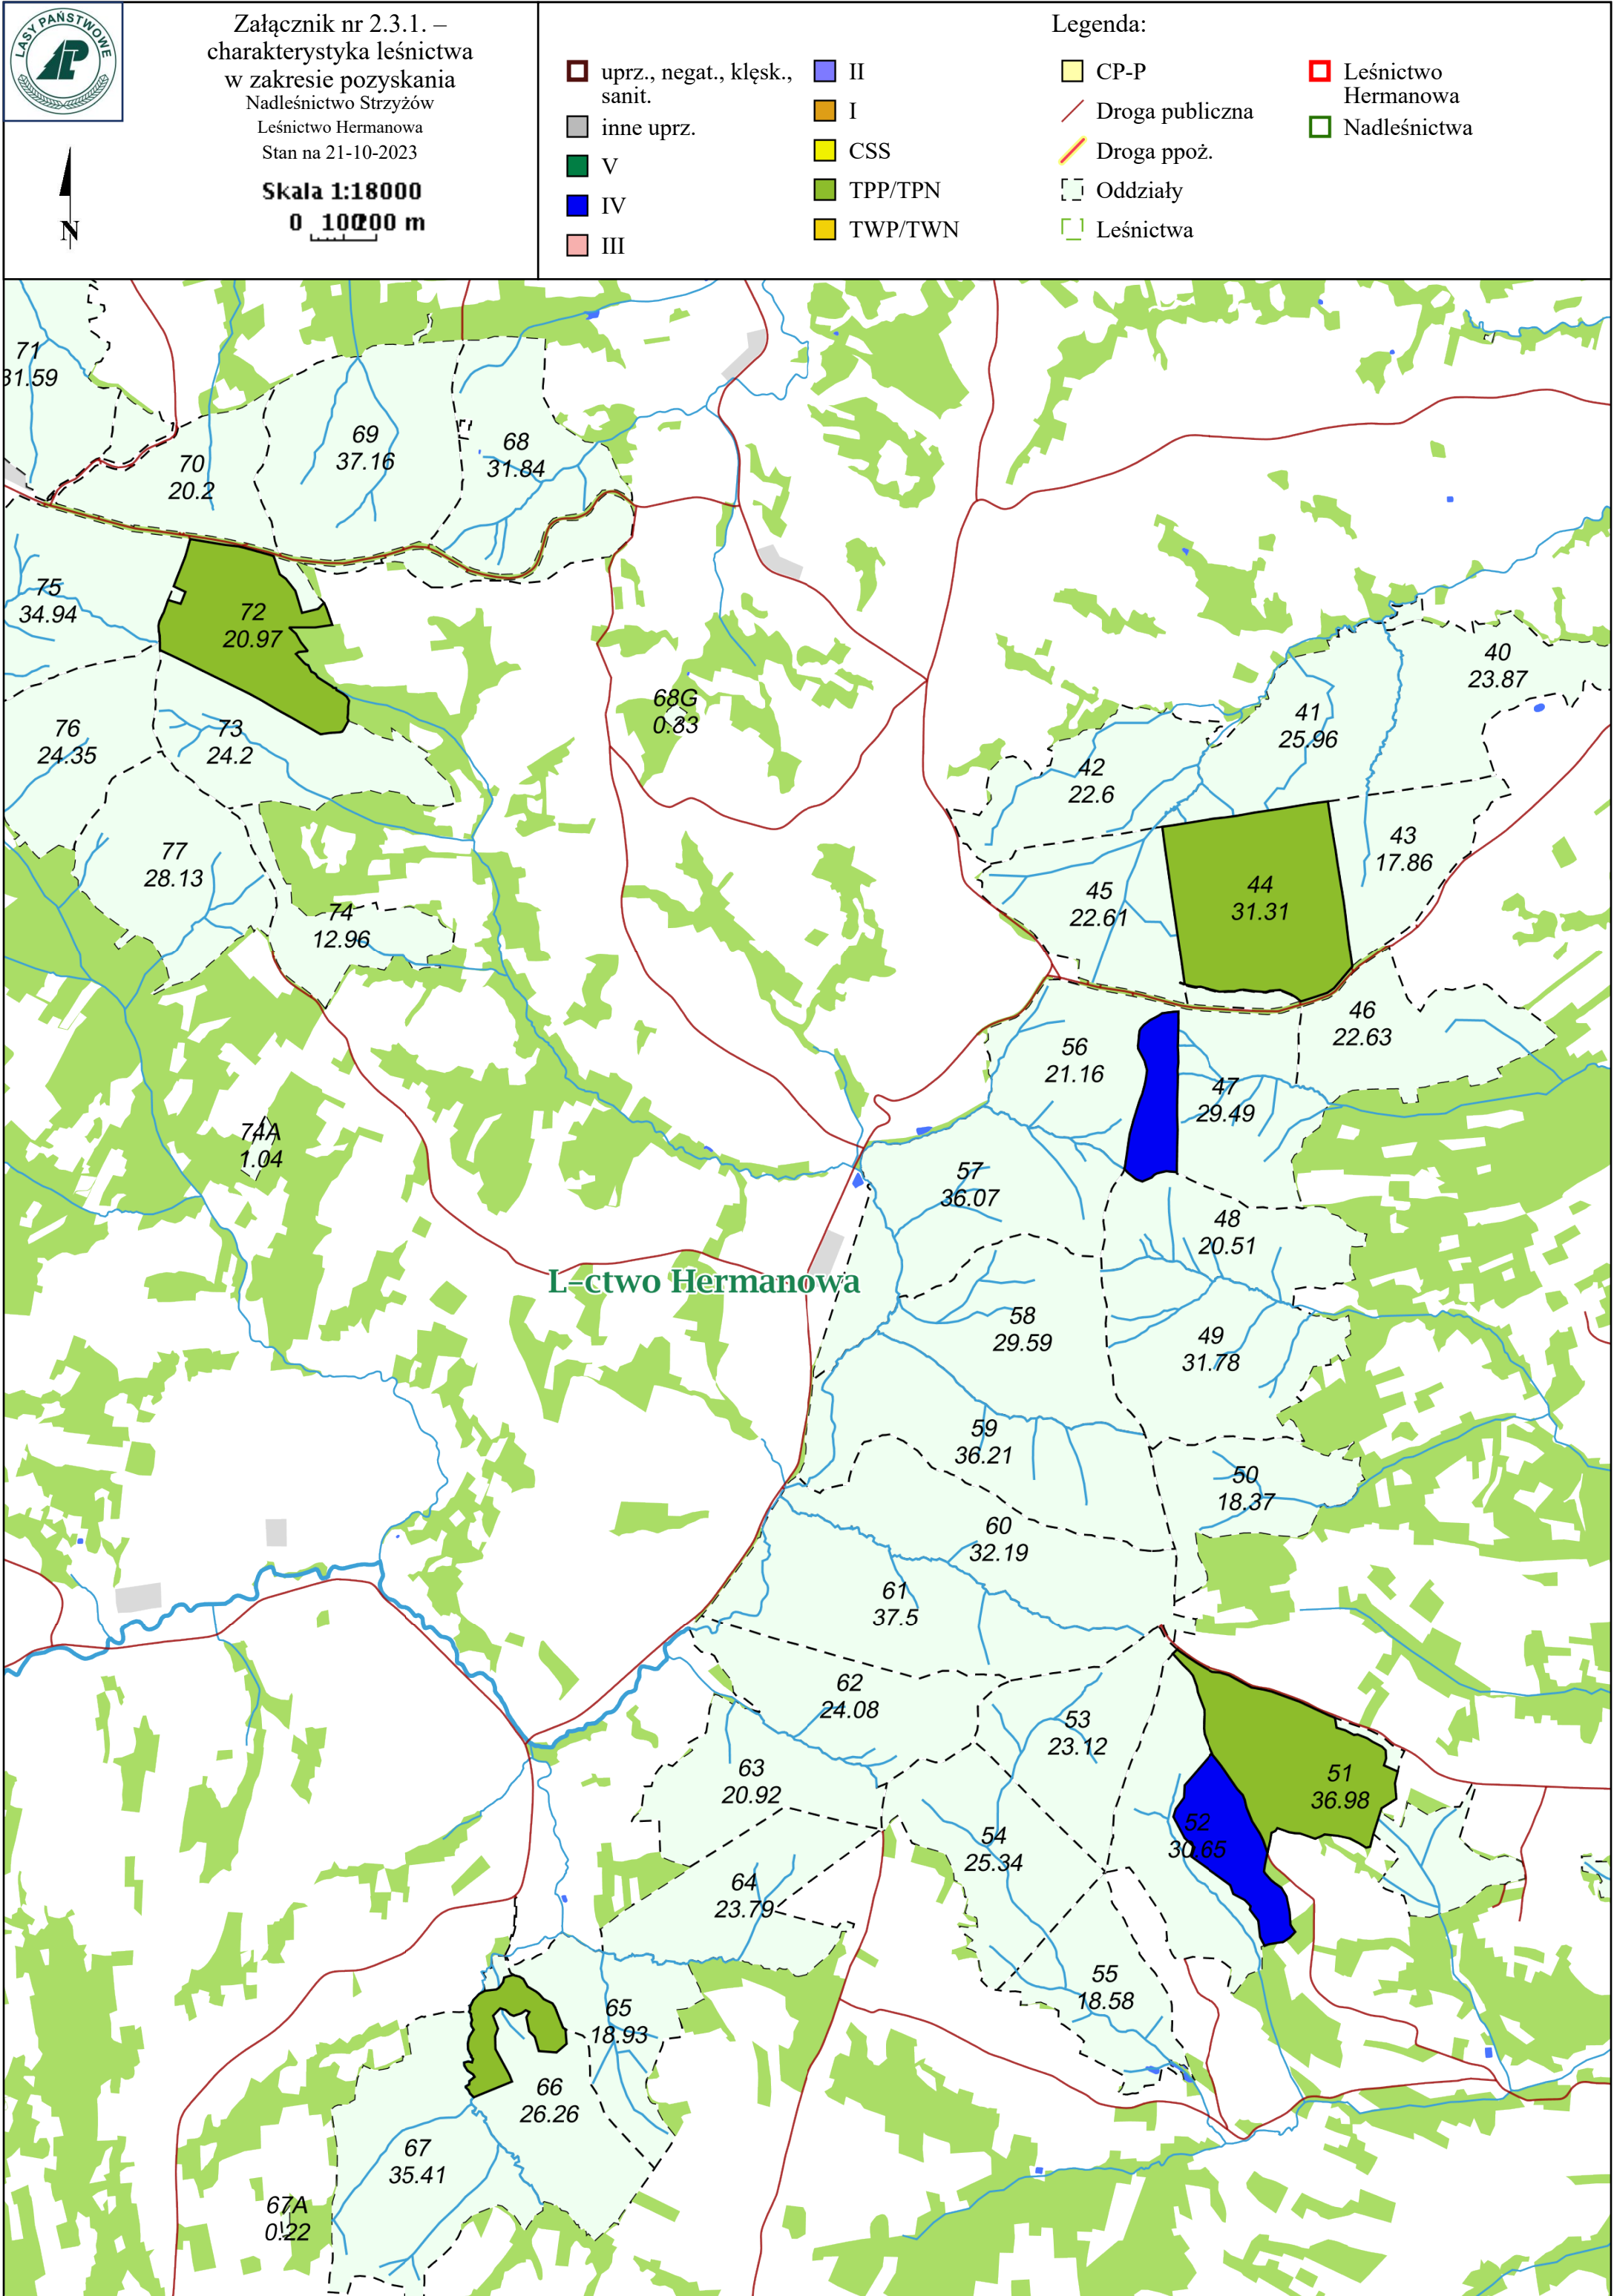 LASY PAŃSTWOWE
Załącznik nr 2.3.1. –
charakterystyka leśnictwa
w zakresie pozyskania
Nadleśnictwo Strzyżów
Leśnictwo Hermanowa
Stan na 21-10-2023
Skala 1:18000
0 100 200 m
N
Legenda:
uprz., negat., klęsk.,
sanit.
inne uprz.
V
IV
III
II
I
CSS
TPP/TPN
TWP/TWN
CP-P
Droga publiczna
Droga ppoż.
Oddziały
Leśnictwa
Leśnictwo
Hermanowa
Nadleśnictwa
71
31.59
69
37.16
68
31.84
70
20.2
75
34.94
72
20.97
40
23.87
68G
0.83
41
25.96
76
24.35
73
24.2
42
22.6
43
17.86
77
28.13
44
31.31
45
22.61
74
12.96
46
22.63
56
21.16
47
29.49
74A
1.04
57
36.07
48
20.51
L-ctwo Hermanowa
58
29.59
49
31.78
59
36.21
50
18.37
60
32.19
61
37.5
62
24.08
53
23.12
63
20.92
51
36.98
52
30.65
54
25.34
64
23.79
55
18.58
65
18.93
66
26.26
67
35.41
67A
0.22